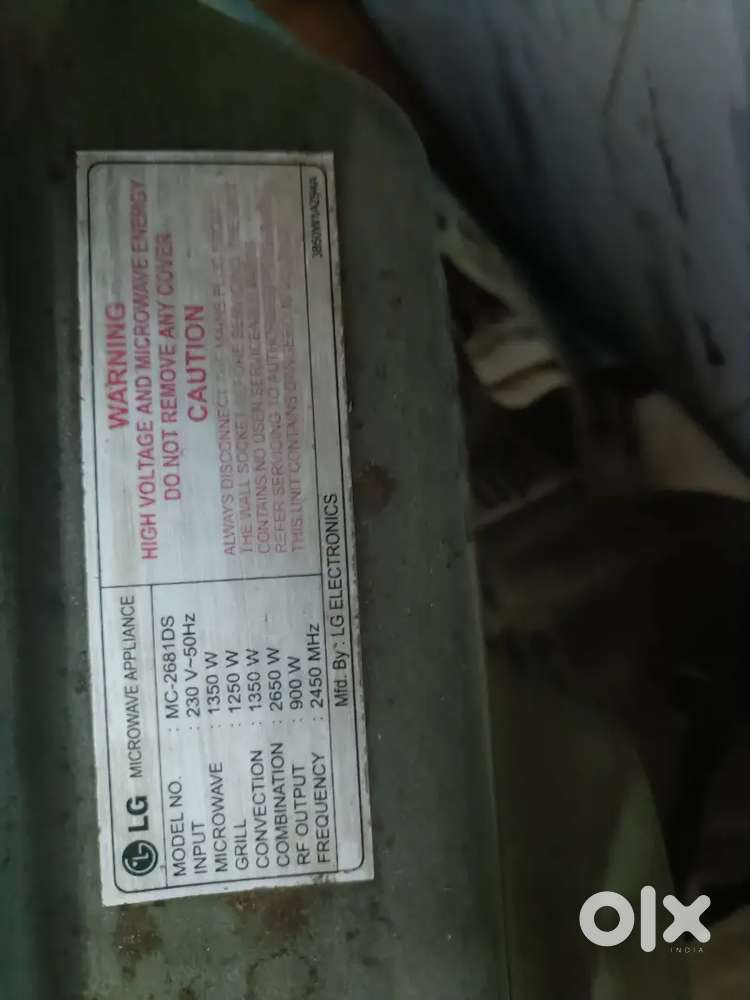 LG MICROWAVE APPLIANCE
MODEL NO. : MC-2681DS
INPUT : 230 V~50Hz
MICROWAVE : 1350 W
GRILL : 1250 W
CONVECTION : 1350 W
COMBINATION : 2650 W
RF OUTPUT : 900 W
FREQUENCY : 2450 MHz
Mfd. By : LG ELECTRONICS
WARNING
HIGH VOLTAGE AND MICROWAVE ENERGY
DO NOT REMOVE ANY COVER
CAUTION
ALWAYS DISCONNECT
THE WALL SOCKET
CONTAINS NO USER
REFER SERVICING TO
THIS UNIT CONTAINS
olx
INDIA